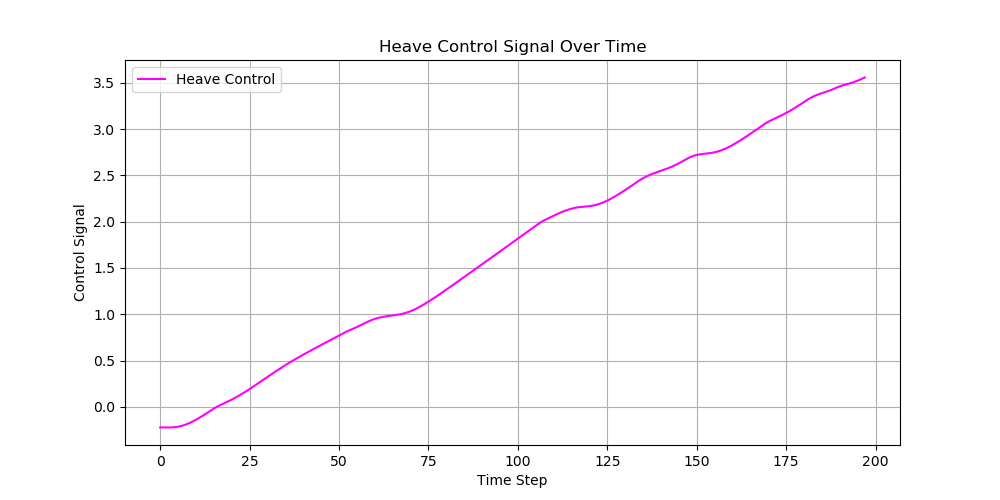 Heave Control Signal Over Time
Heave Control
Control Signal
3.5
3.0
2.5
2.0
1.5
1.0
0.5
0.0
0 25 50 75 100 125 150 175 200
Time Step